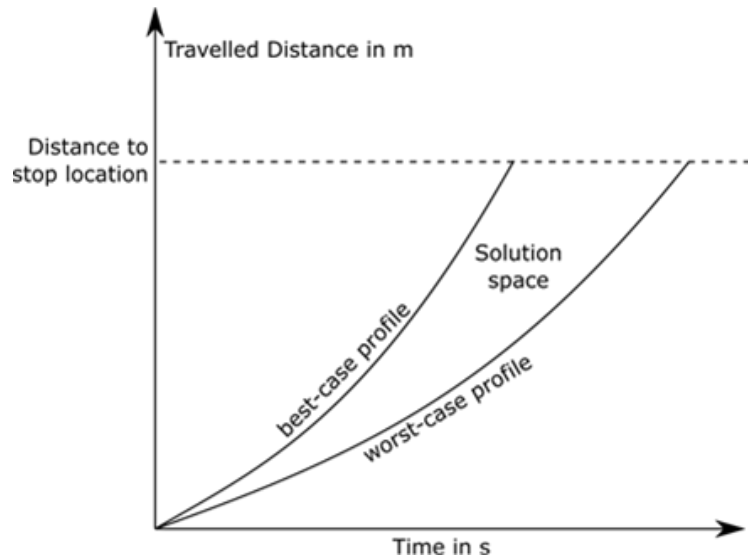 Travelled Distance in m
Distance to
stop location
Solution
space
best-case profile
worst-case profile
Time in s